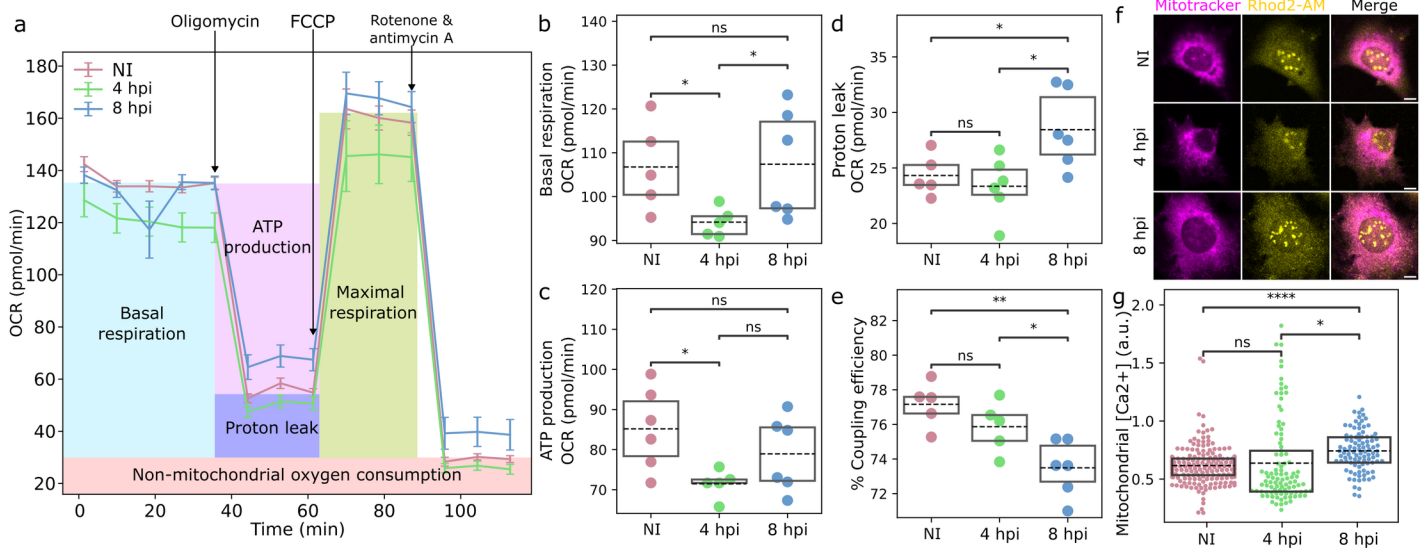 a
Oligomycin
FCCP
Rotenone &
antimycin A
NI
4 hpi
8 hpi
180
160
140
120
100
80
60
40
20
OCR (pmol/min)
ATP
production
Basal
respiration
Maximal
respiration
Proton leak
Non-mitochondrial oxygen consumption
0
20
40
60
80
100
Time (min)
b
140
130
120
110
100
90
Basal respiration
OCR (pmol/min)
ns
*
*
NI
4 hpi
8 hpi
c
120
110
100
90
80
70
ATP production
OCR (pmol/min)
ns
ns
*
NI
4 hpi
8 hpi
d
35
30
25
20
Proton leak
OCR (pmol/min)
*
*
ns
NI
4 hpi
8 hpi
e
82
80
78
76
74
72
% Coupling efficiency
**
*
ns
NI
4 hpi
8 hpi
f
Mitotracker
Rhod2-AM
Merge
NI
4 hpi
8 hpi
g
2.0
1.5
1.0
0.5
Mitochondrial [Ca2+] (a.u.)
****
*
ns
NI
4 hpi
8 hpi